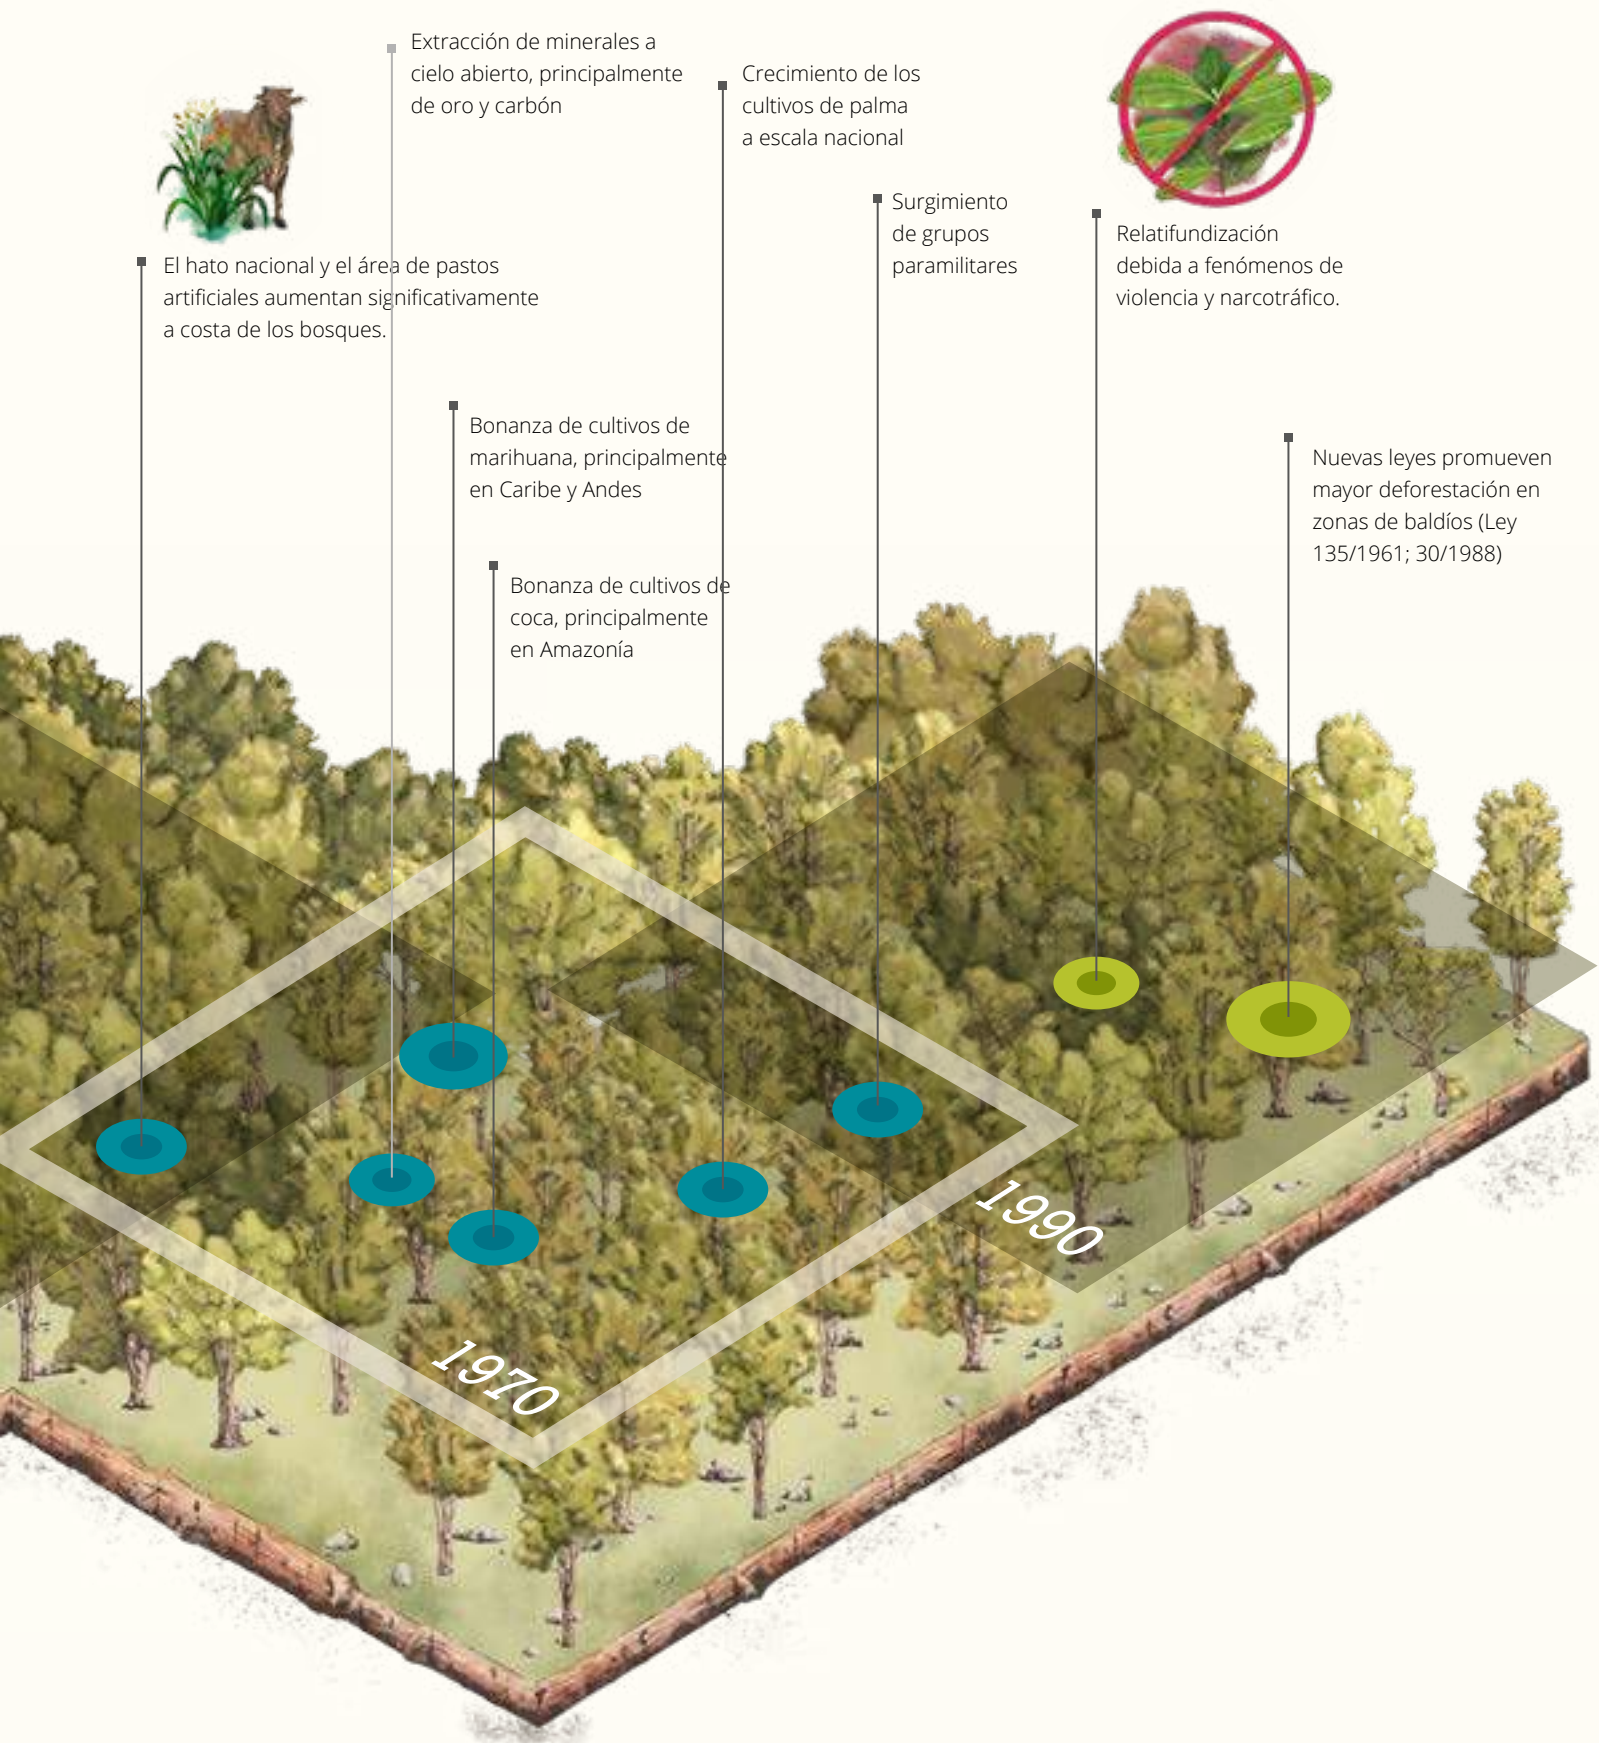 Extracción de minerales a
cielo abierto, principalmente
de oro y carbón
Crecimiento de los
cultivos de palma
a escala nacional
Surgimiento
de grupos
paramilitares
Relatifundización
debida a fenómenos de
violencia y narcotráfico.
El hato nacional y el área de pastos
artificiales aumentan significativamente
a costa de los bosques.
Bonanza de cultivos de
marihuana, principalmente
en Caribe y Andes
Nuevas leyes promueven
mayor deforestación en
zonas de baldíos (Ley
135/1961; 30/1988)
Bonanza de cultivos de
coca, principalmente
en Amazonía
1990
1970